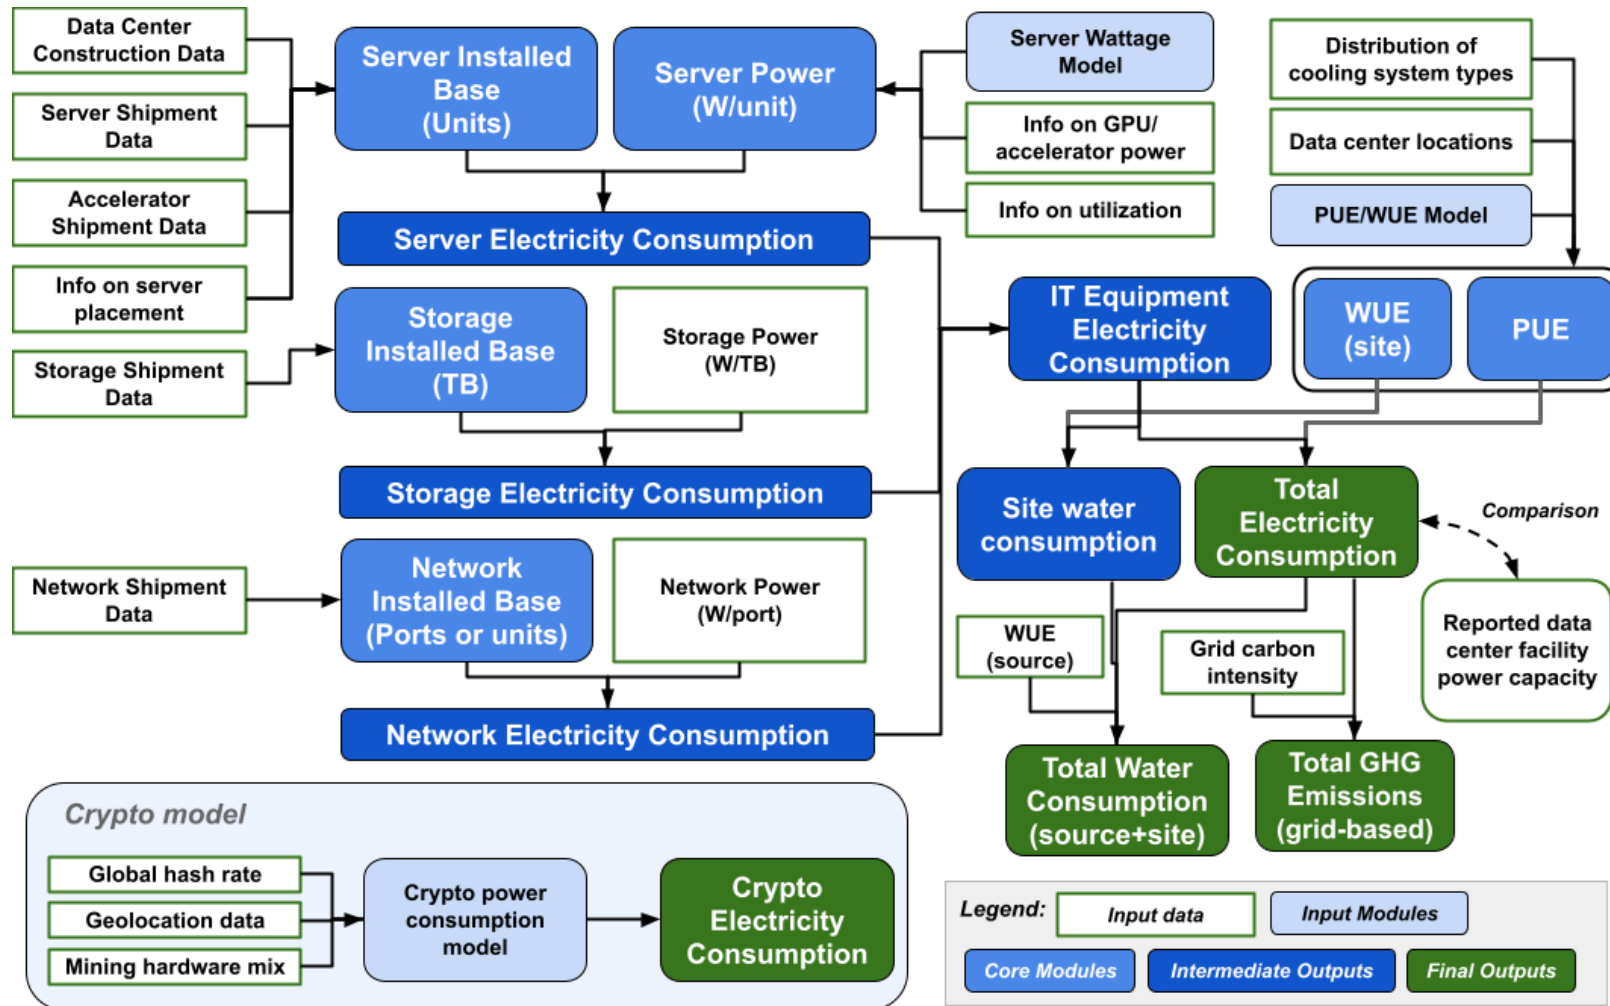 Data Center
Construction Data
Server Shipment
Data
Accelerator
Shipment Data
Info on server
placement
Storage Shipment
Data
Network Shipment
Data
Server Installed
Base
(Units)
Server Power
(W/unit)
Server Wattage
Model
Info on GPU/
accelerator power
Info on utilization
Distribution of
cooling system types
Data center locations
PUE/WUE Model
Server Electricity Consumption
Storage
Installed Base
(TB)
Storage Power
(W/TB)
IT Equipment
Electricity
Consumption
WUE
(site)
PUE
Storage Electricity Consumption
Site water
consumption
Total
Electricity
Consumption
Comparison
Network
Installed Base
(Ports or units)
Network Power
(W/port)
WUE
(source)
Grid carbon
intensity
Reported data
center facility
power capacity
Network Electricity Consumption
Total Water
Consumption
(source+site)
Total GHG
Emissions
(grid-based)
Crypto model
Global hash rate
Geolocation data
Mining hardware mix
Crypto power
consumption
model
Crypto
Electricity
Consumption
Legend:
Input data
Input Modules
Core Modules
Intermediate Outputs
Final Outputs